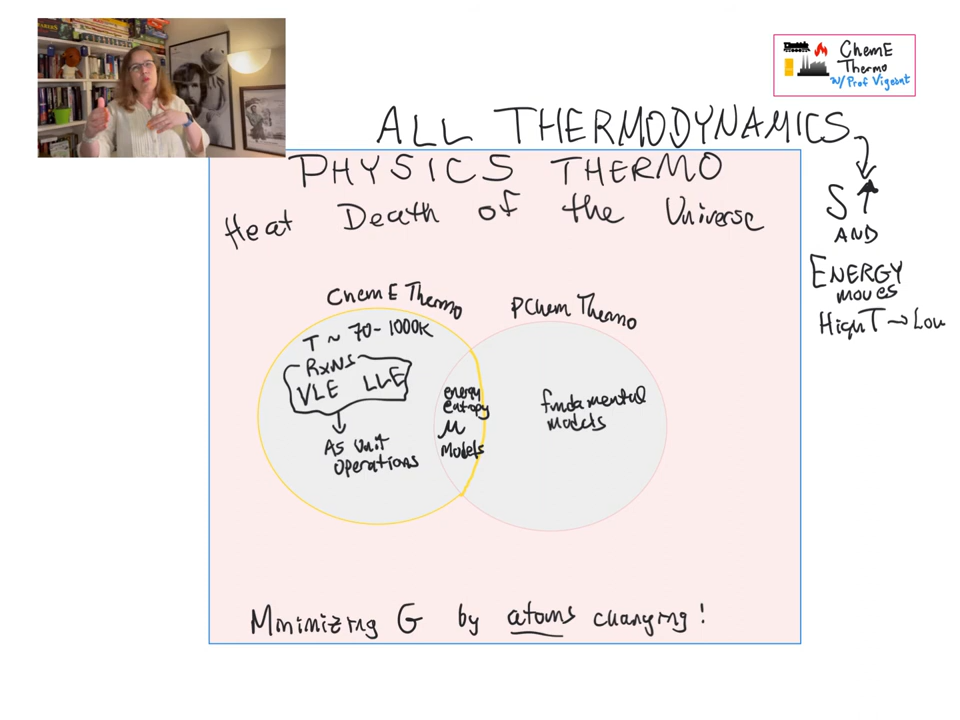 ChemE
Thermo
w/ Prof Vigeant
ALL THERMODYNAMICS
PHYSICS THERMO
Heat Death of the Universe
S↑
AND
ENERGY
moves
High T → Low
ChemE Thermo
PChem Thermo
T ~ 70-1000K
RXNS
VLE LLE
As Unit
Operations
energy
entropy
μ
Models
fundamental
models
Minimizing G by atoms changing!